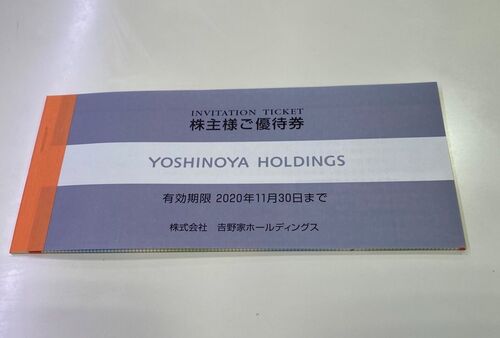 INVITATION TICKET
株主様ご優待券
YOSHINOYA HOLDINGS
有効期限 2020年11月30日まで
株式会社 吉野家ホールディングス